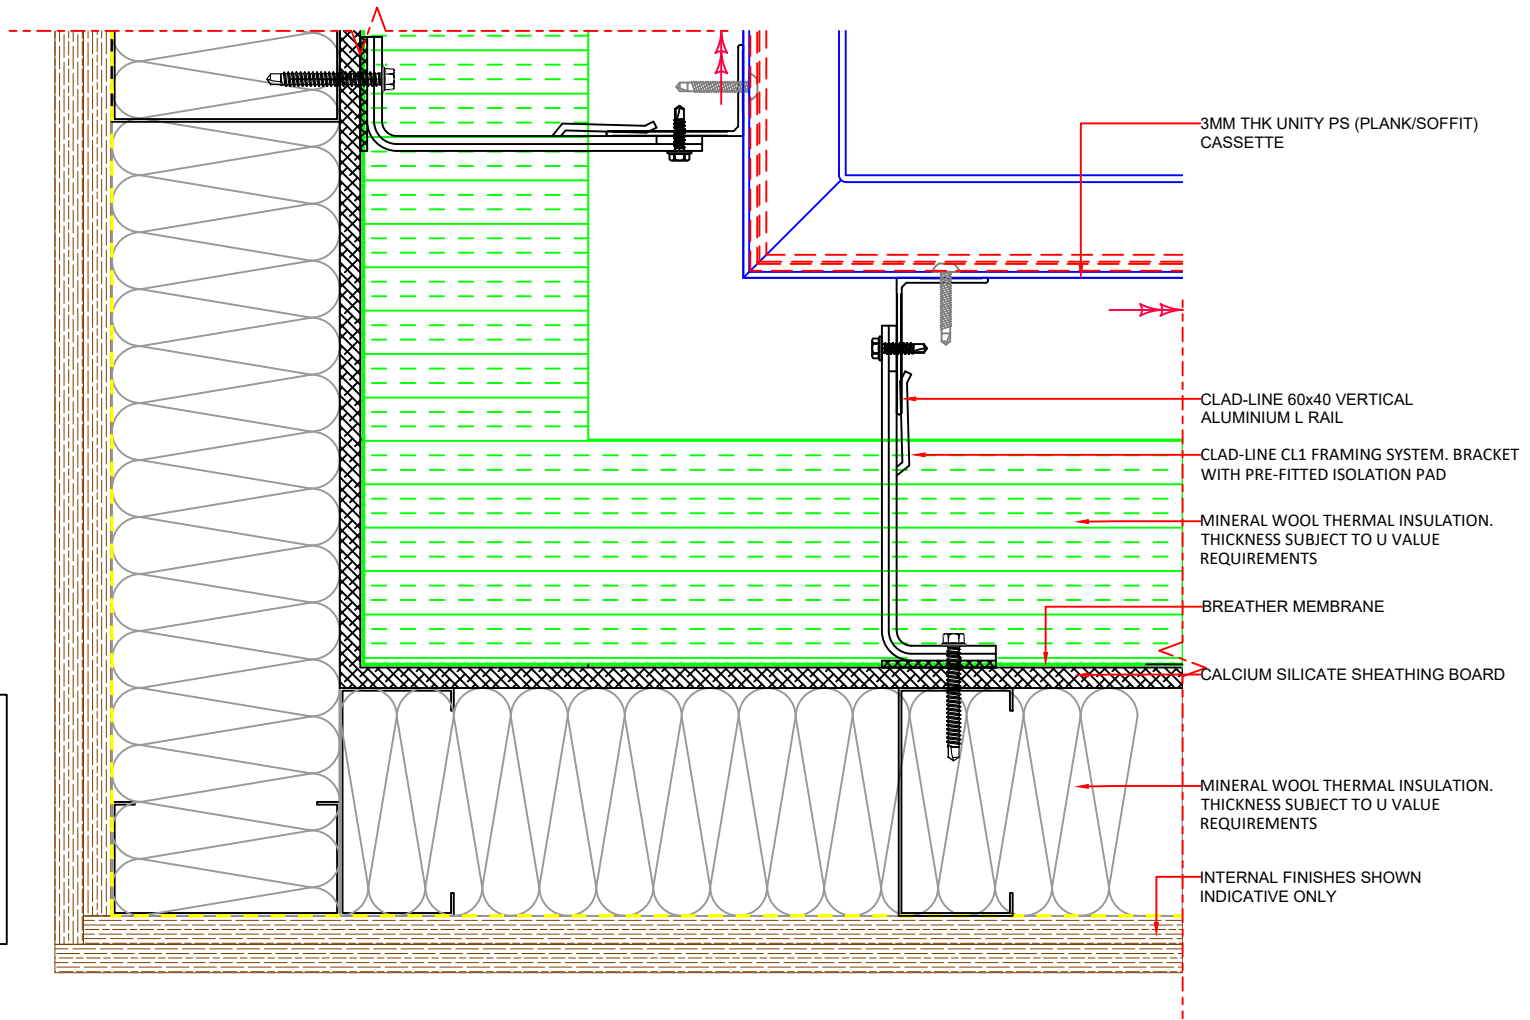 3MM THK UNITY PS (PLANK/SOFFIT)
CASSETTE
CLAD-LINE 60x40 VERTICAL
ALUMINIUM L RAIL
CLAD-LINE CL1 FRAMING SYSTEM. BRACKET
WITH PRE-FITTED ISOLATION PAD
MINERAL WOOL THERMAL INSULATION.
THICKNESS SUBJECT TO U VALUE
REQUIREMENTS
BREATHER MEMBRANE
CALCIUM SILICATE SHEATHING BOARD
MINERAL WOOL THERMAL INSULATION.
THICKNESS SUBJECT TO U VALUE
REQUIREMENTS
INTERNAL FINISHES SHOWN
INDICATIVE ONLY